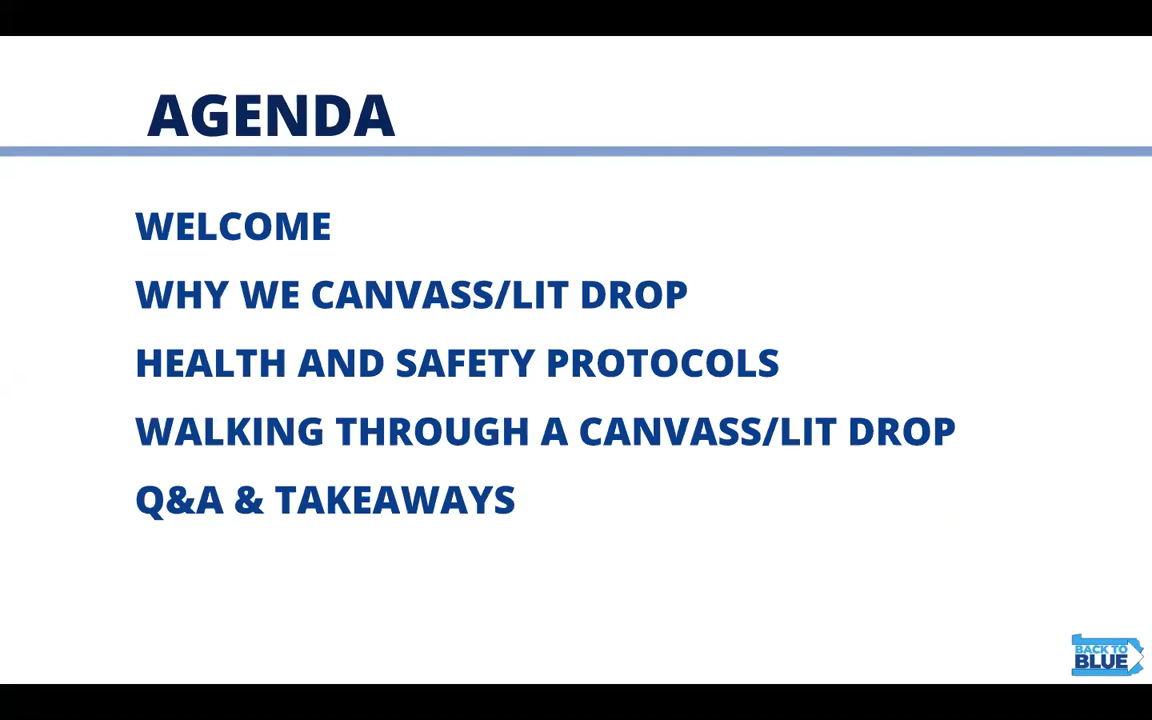 AGENDA
WELCOME
WHY WE CANVASS/LIT DROP
HEALTH AND SAFETY PROTOCOLS
WALKING THROUGH A CANVASS/LIT DROP
Q&A & TAKEAWAYS
BACK TO
BLUE